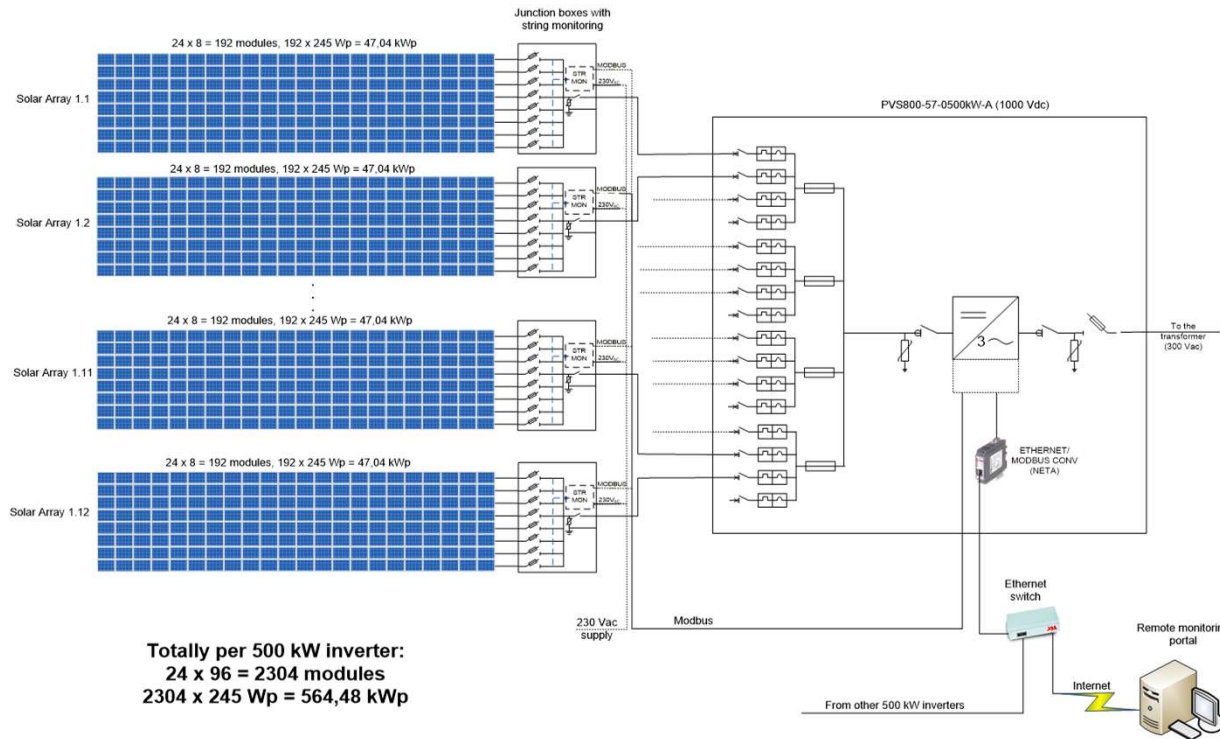 Junction boxes with
string monitoring
24 x 8 = 192 modules, 192 x 245 Wp = 47,04 kWp
Solar Array 1.1
STR
MON
MODBUS
230VAC
PVS800-57-0500kW-A (1000 Vdc)
24 x 8 = 192 modules, 192 x 245 Wp = 47,04 kWp
Solar Array 1.2
STR
MON
MODBUS
230VAC
24 x 8 = 192 modules, 192 x 245 Wp = 47,04 kWp
Solar Array 1.11
STR
MON
MODBUS
230VAC
3
To the
transformer
(300 Vac)
ETHERNET/
MODBUS CONV
(NETA)
24 x 8 = 192 modules, 192 x 245 Wp = 47,04 kWp
Solar Array 1.12
STR
MON
MODBUS
230VAC
230 Vac
supply
Modbus
Ethernet
switch
Remote monitorin
portal
Internet
From other 500 kW inverters
Totally per 500 kW inverter:
24 x 96 = 2304 modules
2304 x 245 Wp = 564,48 kWp